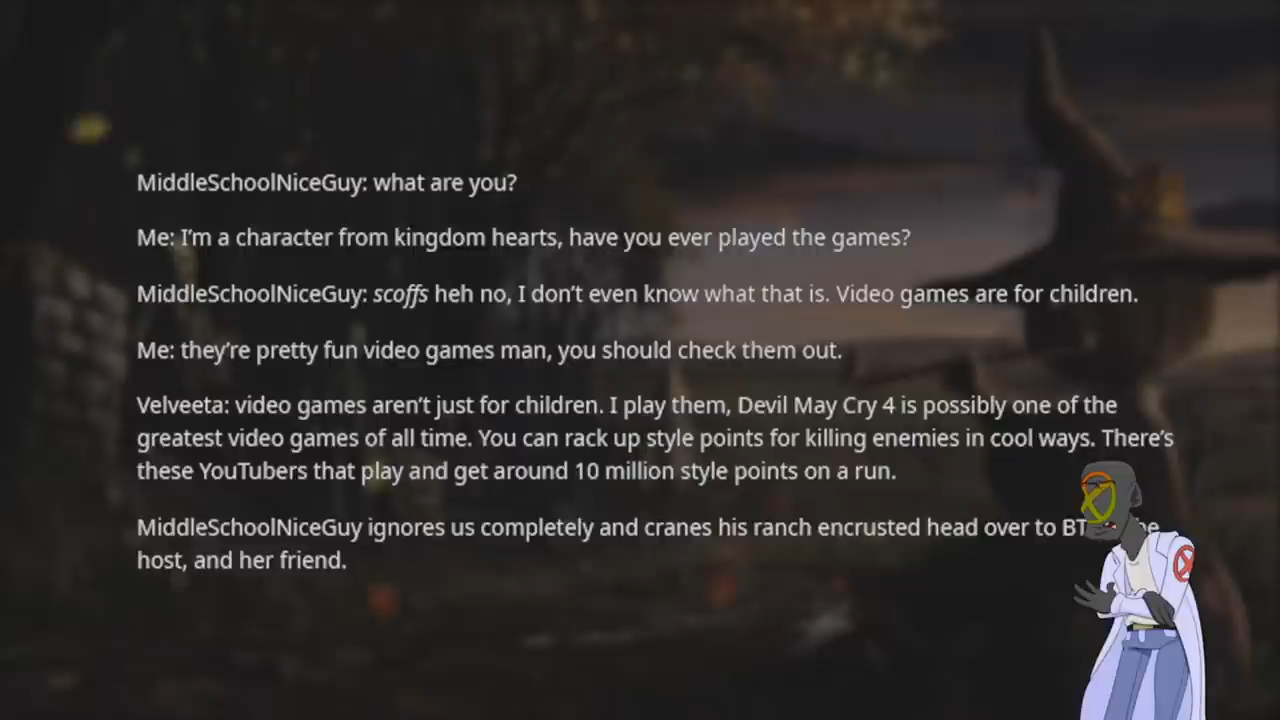 MiddleSchoolNiceGuy: what are you?
Me: I'm a character from kingdom hearts, have you ever played the games?
MiddleSchoolNiceGuy: scoffs heh no, I don't even know what that is. Video games are for children.
Me: they're pretty fun video games man, you should check them out.
Velveeta: video games aren't just for children. I play them, Devil May Cry 4 is possibly one of the
greatest video games of all time. You can rack up style points for killing enemies in cool ways. There's
these YouTubers that play and get around 10 million style points on a run.
MiddleSchoolNiceGuy ignores us completely and cranes his ranch encrusted head over to
host, and her friend.